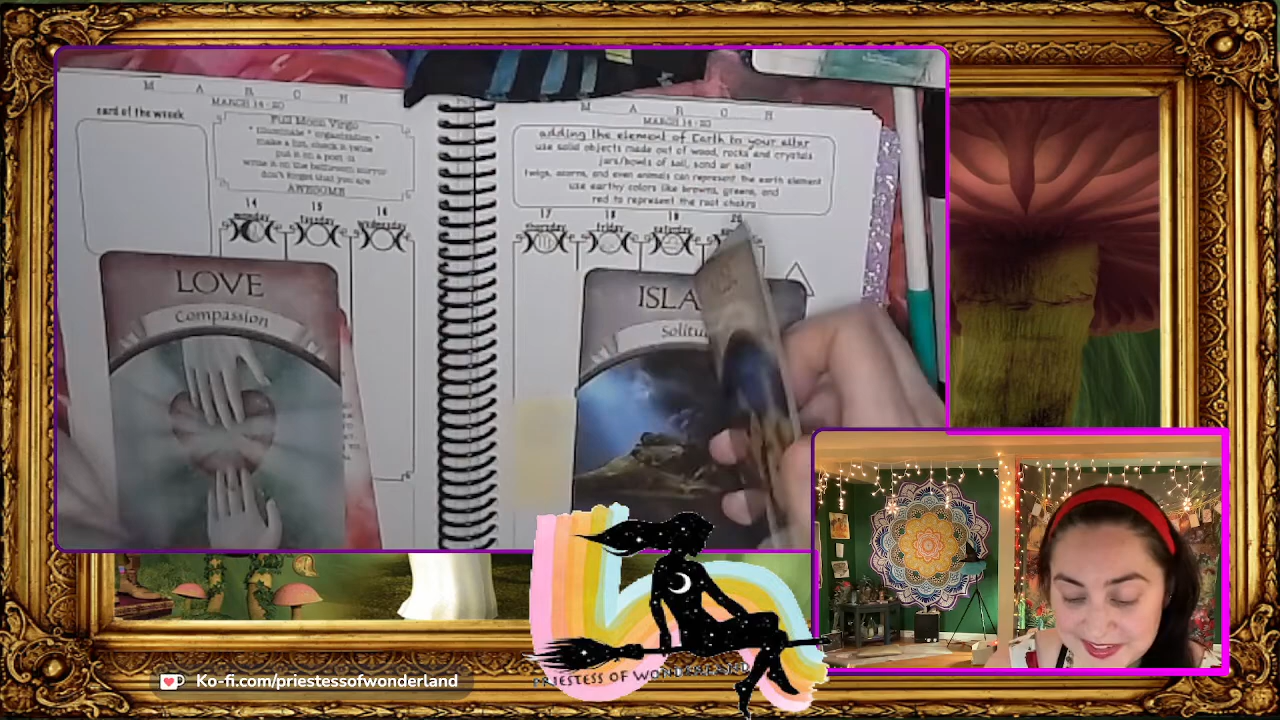 M A R C H
MARCH 14 - 20
card of the week
Full Moon Virgo
* illuminate * organization *
make a list, check it twice
put it on a post it
write it on the bathroom mirror
don't forget that you are
AWESOME
14 15 16
monday tuesday wednesday
LOVE
Compassion
M A R C H
MARCH 14 - 20
adding the element of Earth to your altar
use solid objects made out of wood, rocks and crystals
jars/bowls of soil, sand or salt
twigs, acorns, and even animals can represent the earth element
use earthy colors like browns, greens, and
red to represent the root chakra
17 18 19 20
thursday friday saturday
ISLA
Solitu
PRIESTESS OF WONDERLAND
Ko-fi.com/priestessofwonderland